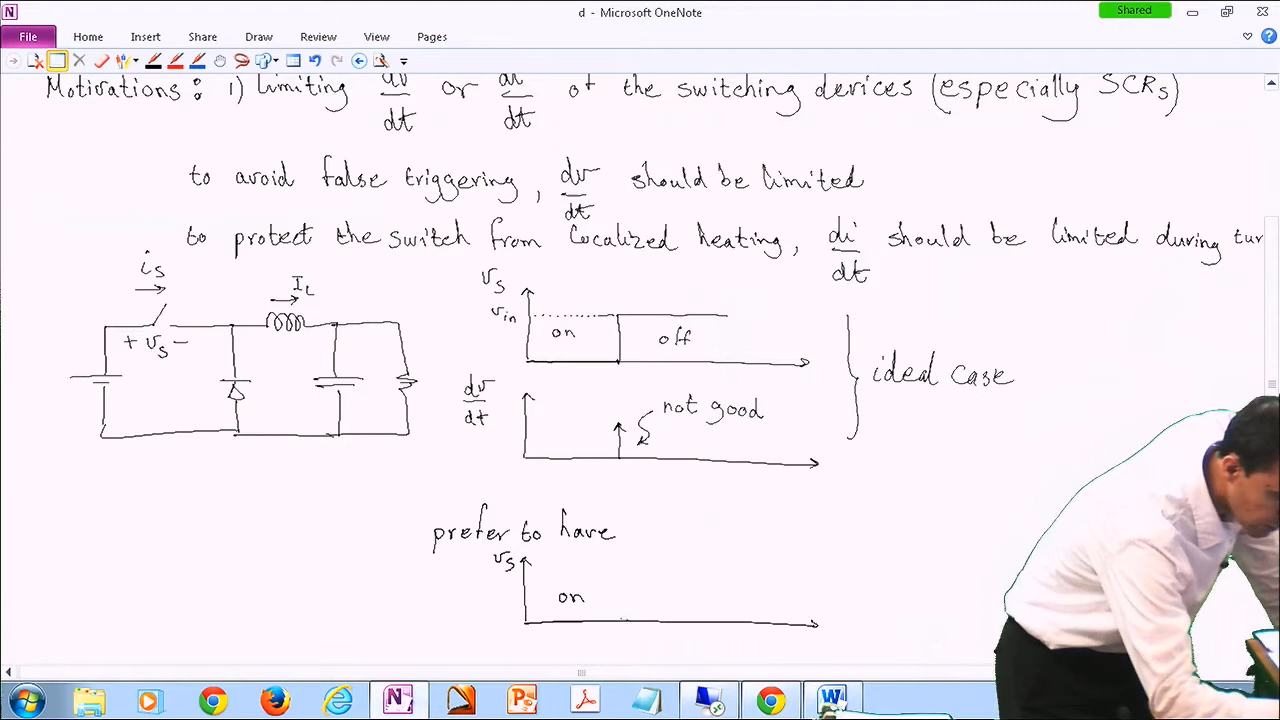 d - Microsoft OneNote
Shared
File Home Insert Share Draw Review View Pages
Motivations : 1) limiting dv/dt or di/dt of the switching devices (especially SCRs)
to avoid false triggering, dv/dt should be limited
to protect the switch from localized heating, di/dt should be limited during tur
is
IL
+ vs -
vs
vin
on
off
dv/dt
not good
ideal case
prefer to have
vs
on